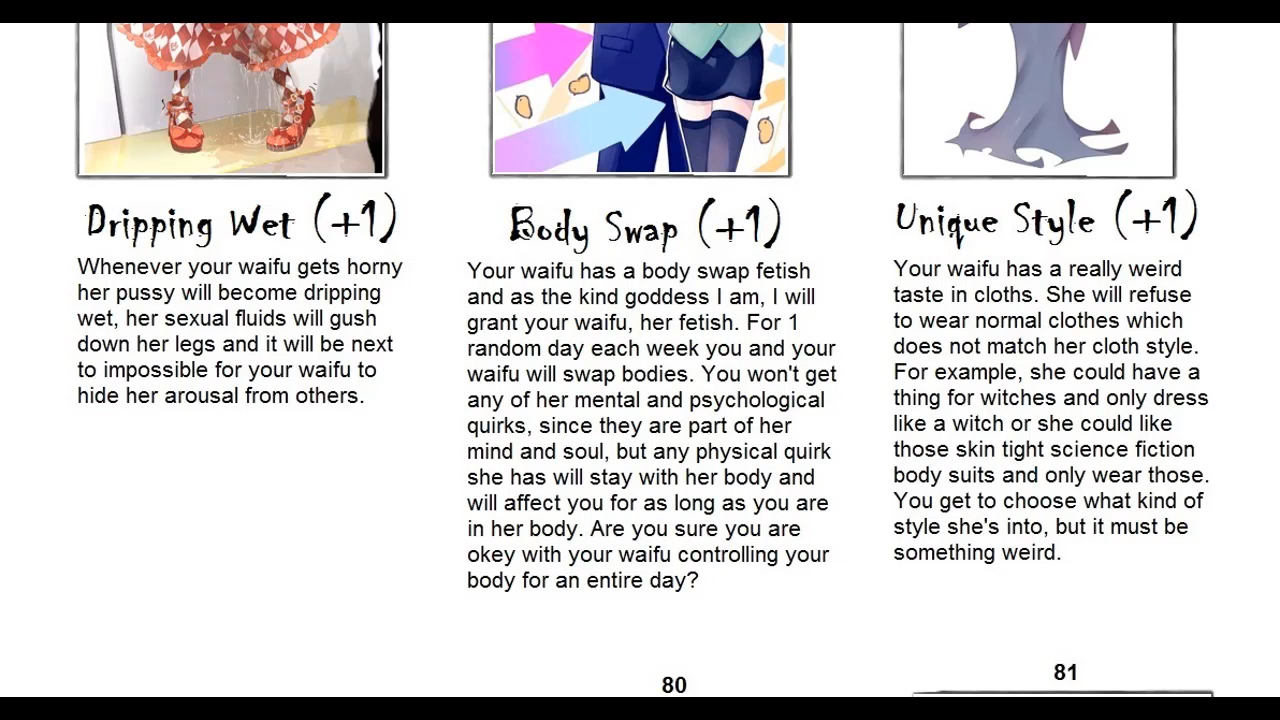 Dripping Wet (+1)
Whenever your waifu gets horny
her pussy will become dripping
wet, her sexual fluids will gush
down her legs and it will be next
to impossible for your waifu to
hide her arousal from others.
Body Swap (+1)
Your waifu has a body swap fetish
and as the kind goddess I am, I will
grant your waifu, her fetish. For 1
random day each week you and your
waifu will swap bodies. You won't get
any of her mental and psychological
quirks, since they are part of her
mind and soul, but any physical quirk
she has will stay with her body and
will affect you for as long as you are
in her body. Are you sure you are
okey with your waifu controlling your
body for an entire day?
80
Unique Style (+1)
Your waifu has a really weird
taste in cloths. She will refuse
to wear normal clothes which
does not match her cloth style.
For example, she could have a
thing for witches and only dress
like a witch or she could like
those skin tight science fiction
body suits and only wear those.
You get to choose what kind of
style she's into, but it must be
something weird.
81